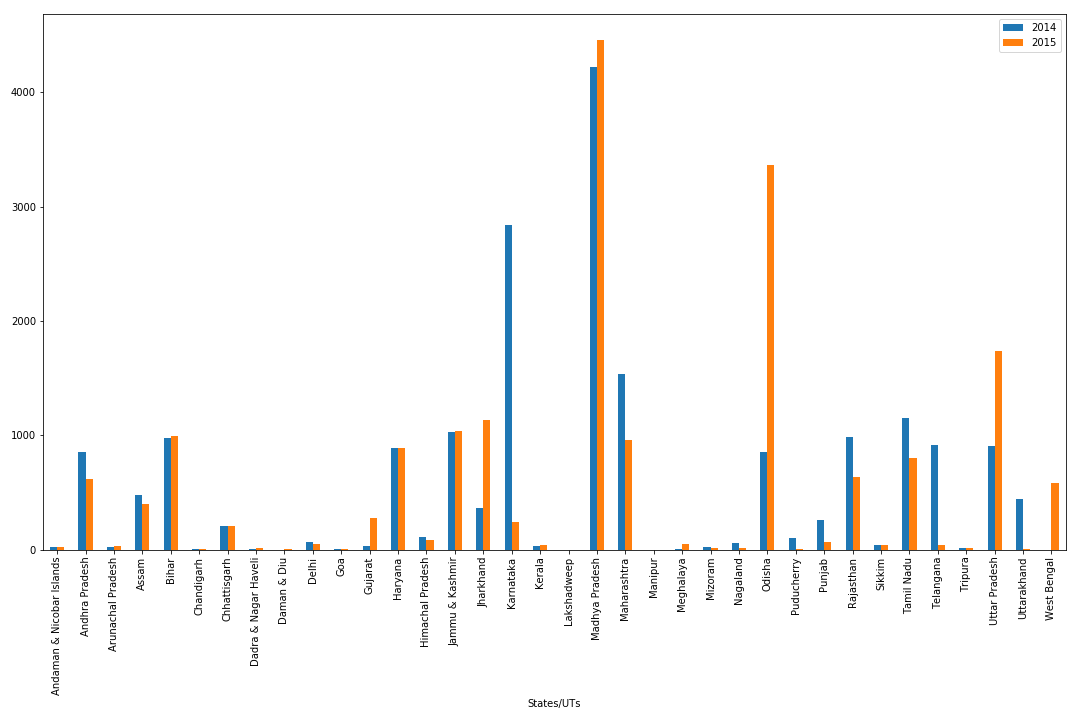 2014
2015
4000
3000
2000
1000
0
Andaman & Nicobar Islands
Andhra Pradesh
Arunachal Pradesh
Assam
Bihar
Chandigarh
Chhattisgarh
Dadra & Nagar Haveli
Daman & Diu
Delhi
Goa
Gujarat
Haryana
Himachal Pradesh
Jammu & Kashmir
Jharkhand
Karnataka
Kerala
Lakshadweep
Madhya Pradesh
Maharashtra
Manipur
Meghalaya
Mizoram
Nagaland
Odisha
Puducherry
Punjab
Rajasthan
Sikkim
Tamil Nadu
Telangana
Tripura
Uttar Pradesh
Uttarakhand
West Bengal
States/UTs